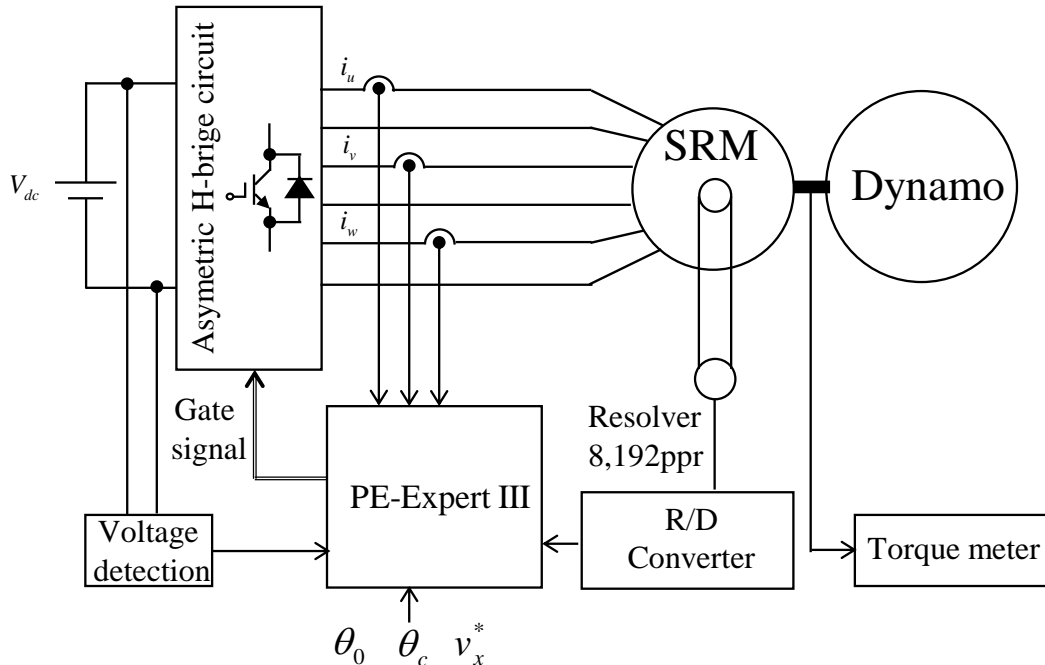 Asymetric H-brige circuit
V_dc
i_u
i_v
i_w
SRM
Dynamo
Gate
signal
Resolver
8,192ppr
PE-Expert III
R/D
Converter
Voltage
detection
Torque meter
θ_0 θ_c v_x^*